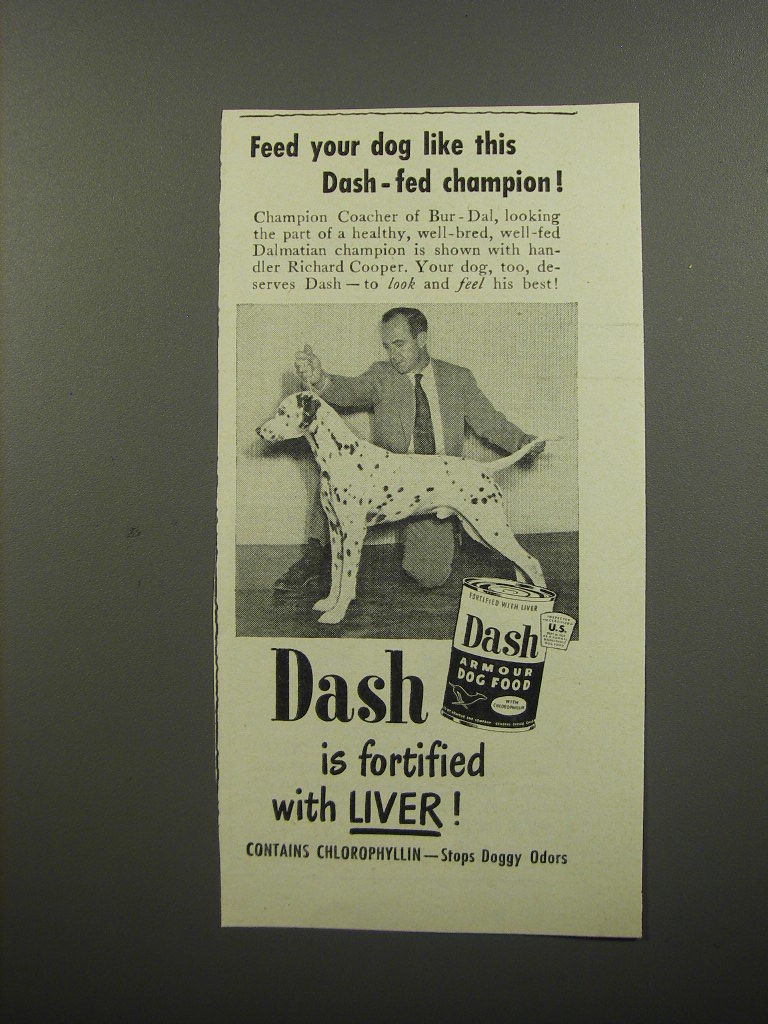 Feed your dog like this
Dash-fed champion!
Champion Coacher of Bur-Dal, looking
the part of a healthy, well-bred, well-fed
Dalmatian champion is shown with han-
dler Richard Cooper. Your dog, too, de-
serves Dash — to look and feel his best!
FORTIFIED WITH LIVER
Dash
ARMOUR
DOG FOOD
WITH
CHLOROPHYLLIN
U.S.
Dash
is fortified
with LIVER!
CONTAINS CHLOROPHYLLIN—Stops Doggy Odors